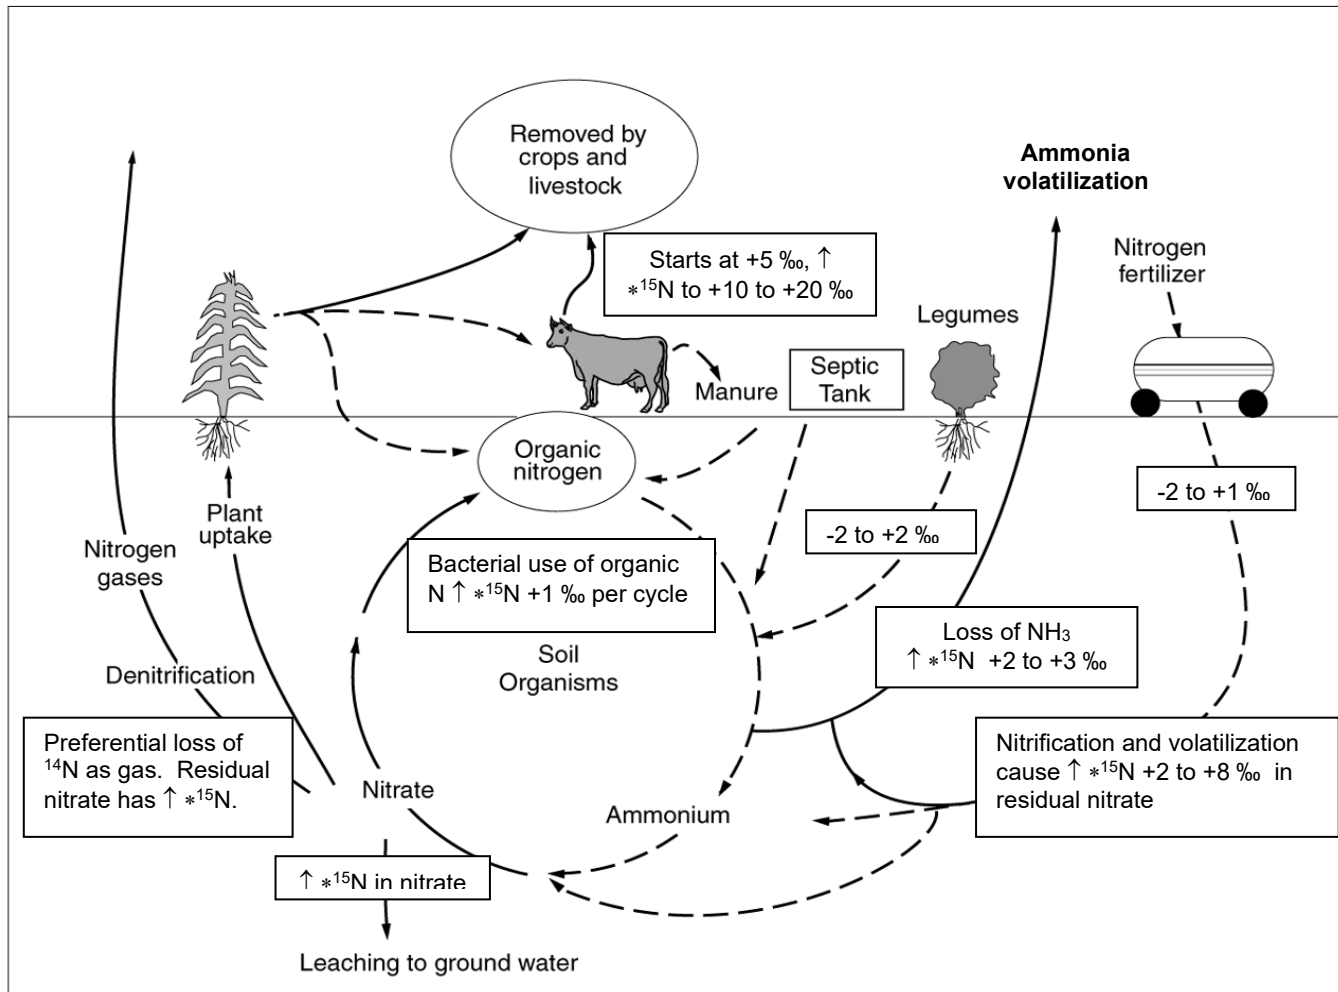 Removed by
crops and
livestock
Ammonia
volatilization
Starts at +5 ‰, ↑
*¹⁵N to +10 to +20 ‰
Nitrogen
fertilizer
Legumes
Septic
Tank
Manure
Organic
nitrogen
-2 to +1 ‰
Plant
uptake
-2 to +2 ‰
Nitrogen
gases
Bacterial use of organic
N ↑ *¹⁵N +1 ‰ per cycle
Loss of NH₃
↑ *¹⁵N +2 to +3 ‰
Soil
Organisms
Denitrification
Preferential loss of
¹⁴N as gas. Residual
nitrate has ↑ *¹⁵N.
Nitrification and volatilization
cause ↑ *¹⁵N +2 to +8 ‰ in
residual nitrate
Nitrate
Ammonium
↑ *¹⁵N in nitrate
Leaching to ground water